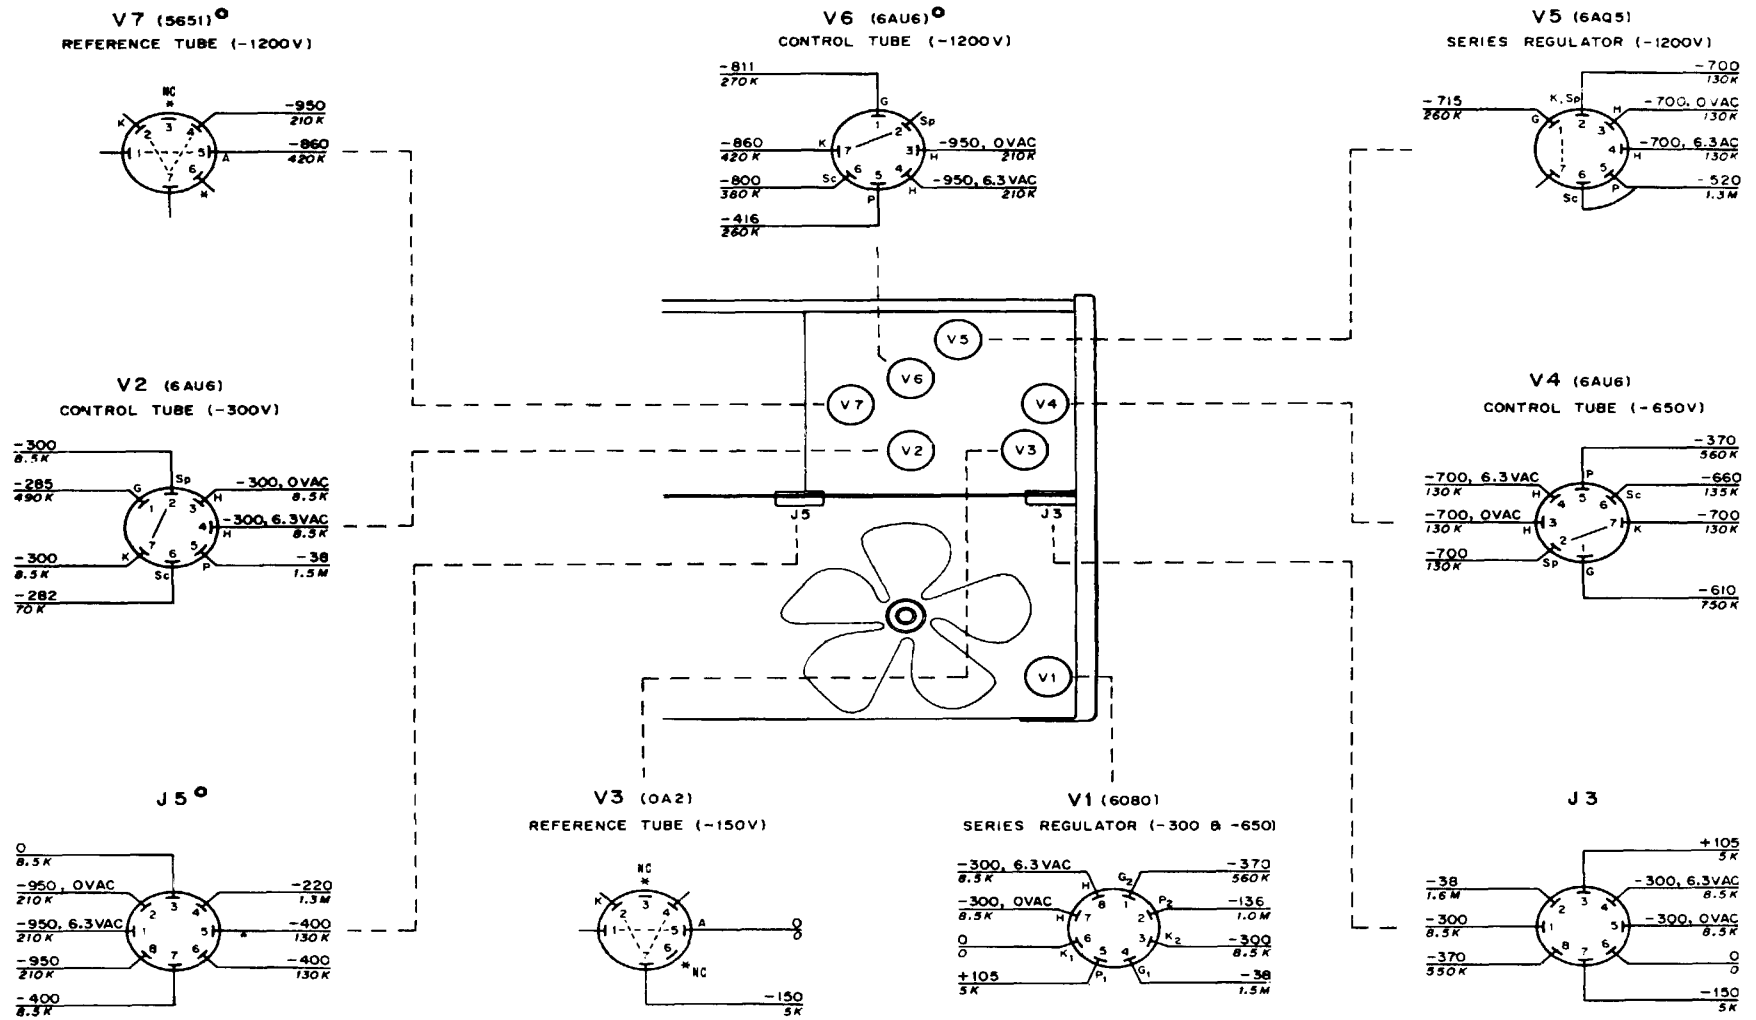 V7 (5651)
REFERENCE TUBE (-1200V)
NC
*
K
2
3
4
1
5
A
6
7
*
-950
210K
-860
420K
V6 (6AU6)
CONTROL TUBE (-1200V)
-811
270K
G
1
2
Sp
-860
420K
K
7
3
H
-950, 0VAC
210K
-800
380K
Sc
6
5
4
H
-950, 6.3VAC
210K
P
-416
260K
V5 (6AQ5)
SERIES REGULATOR (-1200V)
-700
130K
-715
260K
G
K, Sp
H
-700, 0VAC
130K
1
2
3
4
H
-700, 6.3AC
130K
7
6
5
P
Sc
-520
1.3M
V5
V6
V7
V4
V2
V3
J5
J3
V1
V2 (6AU6)
CONTROL TUBE (-300V)
-300
8.5K
Sp
-285
490K
G
H
-300, 0VAC
8.5K
1
2
3
4
H
-300, 6.3VAC
8.5K
7
6
5
K
Sc
P
-300
8.5K
-38
1.5M
-282
70K
V4 (6AU6)
CONTROL TUBE (-650V)
-370
560K
P
-700, 6.3VAC
130K
H
4
5
6
Sc
-660
135K
-700, 0VAC
130K
H
3
7
K
-700
130K
-700
130K
2
1
Sp
G
-610
750K
J5
0
8.5K
-950, 0VAC
210K
2
3
4
-220
1.3M
-950, 6.3VAC
210K
1
5
-400
130K
-950
210K
8
7
6
-400
130K
-400
8.5K
V3 (0A2)
REFERENCE TUBE (-150V)
NC
*
K
2
3
4
1
5
A
0
0
7
6
*NC
-150
5K
V1 (6080)
SERIES REGULATOR (-300 & -650)
-300, 6.3VAC
8.5K
H
G2
-370
560K
8
1
P2
-300, 0VAC
8.5K
H
7
2
-136
1.0M
0
0
K1
6
3
K2
-300
8.5K
5
4
+105
5K
P1
G1
-38
1.5M
J3
+105
5K
-38
1.6M
2
3
4
-300, 6.3VAC
8.5K
-300
8.5K
1
5
-300, 0VAC
8.5K
-370
550K
8
7
6
0
0
-150
5K